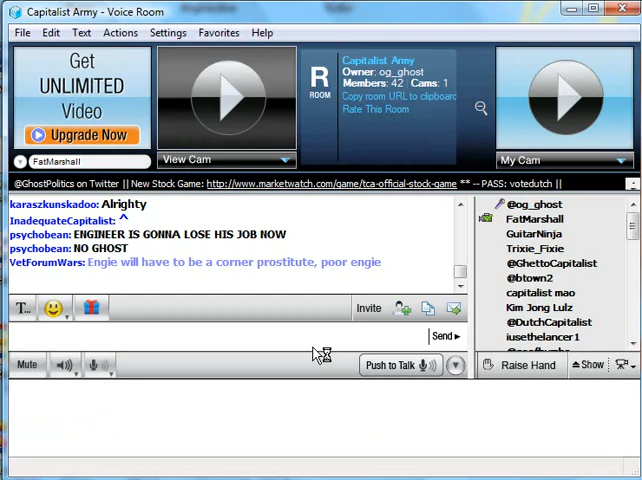 Capitalist Army - Voice Room
File Edit Text Actions Settings Favorites Help
Get
UNLIMITED
Video
Upgrade Now
FatMarshall
View Cam
R
ROOM
Capitalist Army
Owner: og_ghost
Members: 42 Cams: 1
Copy room URL to clipboard
Rate This Room
My Cam
@GhostPolitics on Twitter || New Stock Game: http://www.marketwatch.com/game/tca-official-stock-game ** -- PASS: votedutch ||
karaszkunskadoo: Alrighty
InadequateCapitalist: ^
psychobean: ENGINEER IS GONNA LOSE HIS JOB NOW
psychobean: NO GHOST
VetForumWars: Engie will have to be a corner prostitute, poor engie
@og_ghost
FatMarshall
GuitarNinja
Trixie_Fixie
@GhettoCapitalist
@btown2
capitalist mao
Kim Jong Lulz
@DutchCapitalist
iusethelancer1
T...
Invite
Send
Mute
Push to Talk
Raise Hand
Show